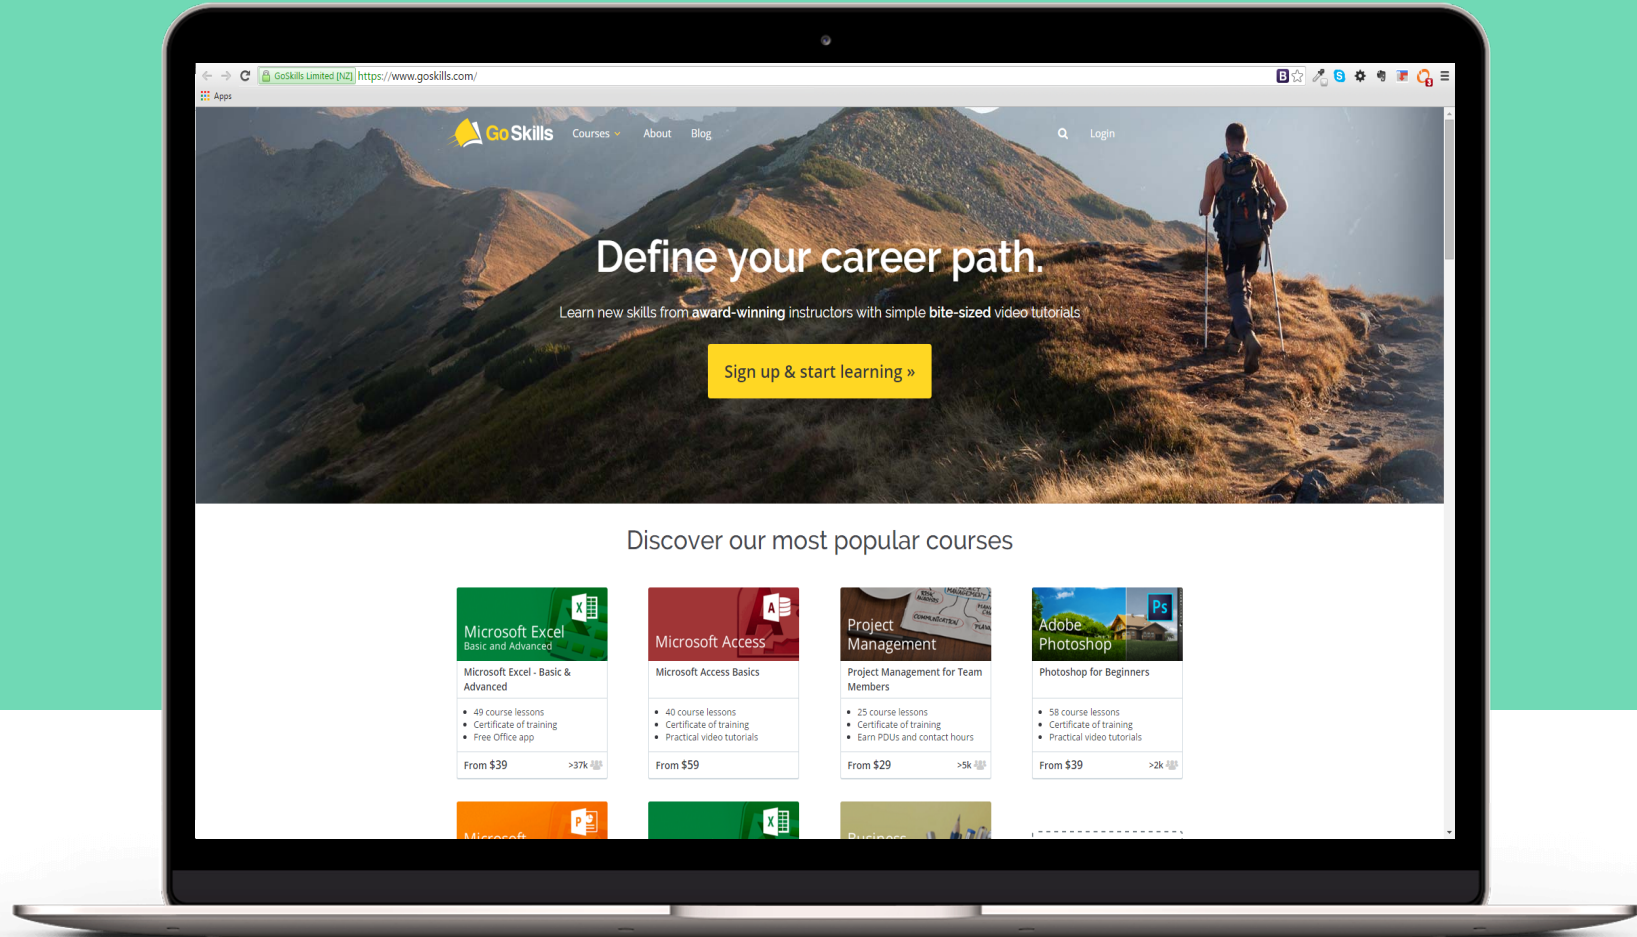 GoSkills Limited [NZ] https://www.goskills.com/
Apps
GoSkills Courses About Blog Login
Define your career path.
Learn new skills from award-winning instructors with simple bite-sized video tutorials
Sign up & start learning »
Discover our most popular courses
Microsoft Excel
Basic and Advanced
Microsoft Excel - Basic &
Advanced
• 49 course lessons
• Certificate of training
• Free Office app
From $39 >37k
Microsoft Access
Microsoft Access Basics
• 40 course lessons
• Certificate of training
• Practical video tutorials
From $59
Project
Management
COMMUNICATION
Project Management for Team
Members
• 25 course lessons
• Certificate of training
• Earn PDUs and contact hours
From $29 >5k
Adobe
Photoshop
Ps
Photoshop for Beginners
• 58 course lessons
• Certificate of training
• Practical video tutorials
From $39 >2k
Microsoft
Business